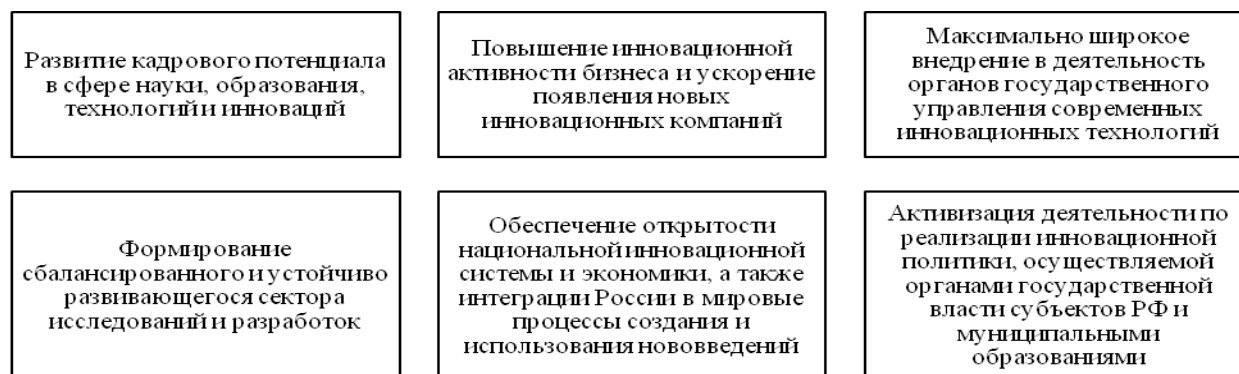 Развитие кадрового потенциала
в сфере науки, образования,
технологий и инноваций
Повышение инновационной
активности бизнеса и ускорение
появления новых
инновационных компаний
Максимально широкое
внедрение в деятельность
органов государственного
управления современных
инновационных технологий
Формирование
сбалансированного и устойчиво
развивающегося сектора
исследований и разработок
Обеспечение открытости
национальной инновационной
системы и экономики, а также
интеграции России в мировые
процессы создания и
использования нововведений
Активизация деятельности по
реализации инновационной
политики, осуществляемой
органами государственной
власти субъектов РФ и
муниципальными
образованиями